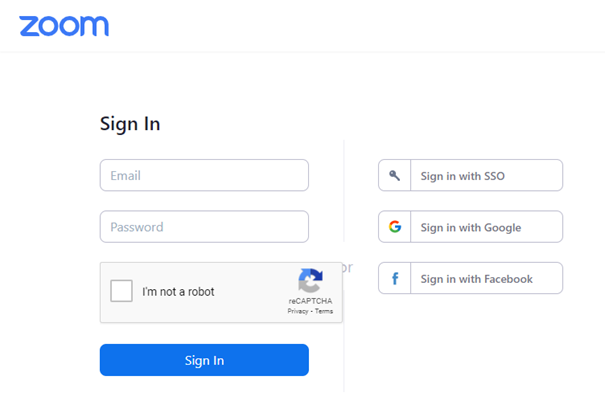 zoom
Sign In
Email
Password
I'm not a robot
reCAPTCHA
Privacy - Terms
Sign In
or
Sign in with SSO
Sign in with Google
Sign in with Facebook